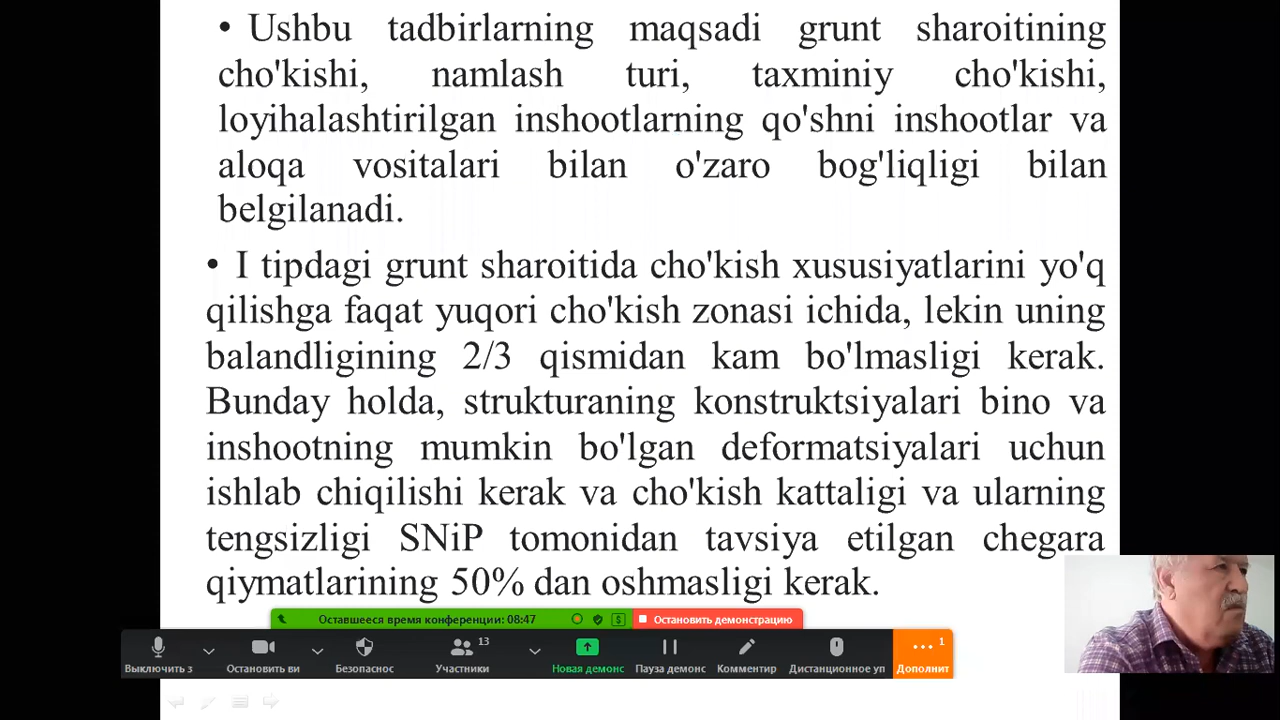 • Ushbu tadbirlarning maqsadi grunt sharoitining
cho'kishi, namlash turi, taxminiy cho'kishi,
loyihalashtirilgan inshootlarning qo'shni inshootlar va
aloqa vositalari bilan o'zaro bog'liqligi bilan
belgilanadi.
• I tipdagi grunt sharoitida cho'kish xususiyatlarini yo'q
qilishga faqat yuqori cho'kish zonasi ichida, lekin uning
balandligining 2/3 qismidan kam bo'lmasligi kerak.
Bunday holda, strukturaning konstruktsiyalari bino va
inshootning mumkin bo'lgan deformatsiyalari uchun
ishlab chiqilishi kerak va cho'kish kattaligi va ularning
tengsizligi SNiP tomonidan tavsiya etilgan chegara
qiymatlarining 50% dan oshmasligi kerak.
Оставшееся время конференции: 08:47 $ Остановить демонстрацию
13 1
Выключить з Остановить ви Безопаснос Участники Новая демонс Пауза демонс Комментир Дистанционное уп Дополнит